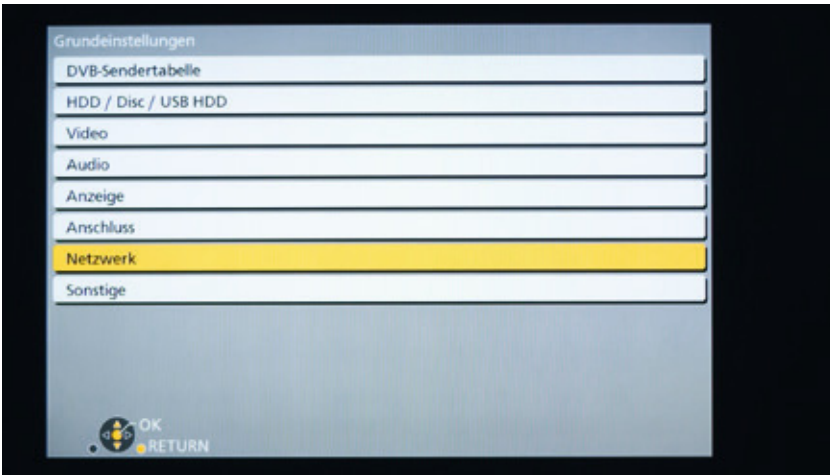 Grundeinstellungen
DVB-Sendertabelle
HDD / Disc / USB HDD
Video
Audio
Anzeige
Anschluss
Netzwerk
Sonstige
OK
RETURN